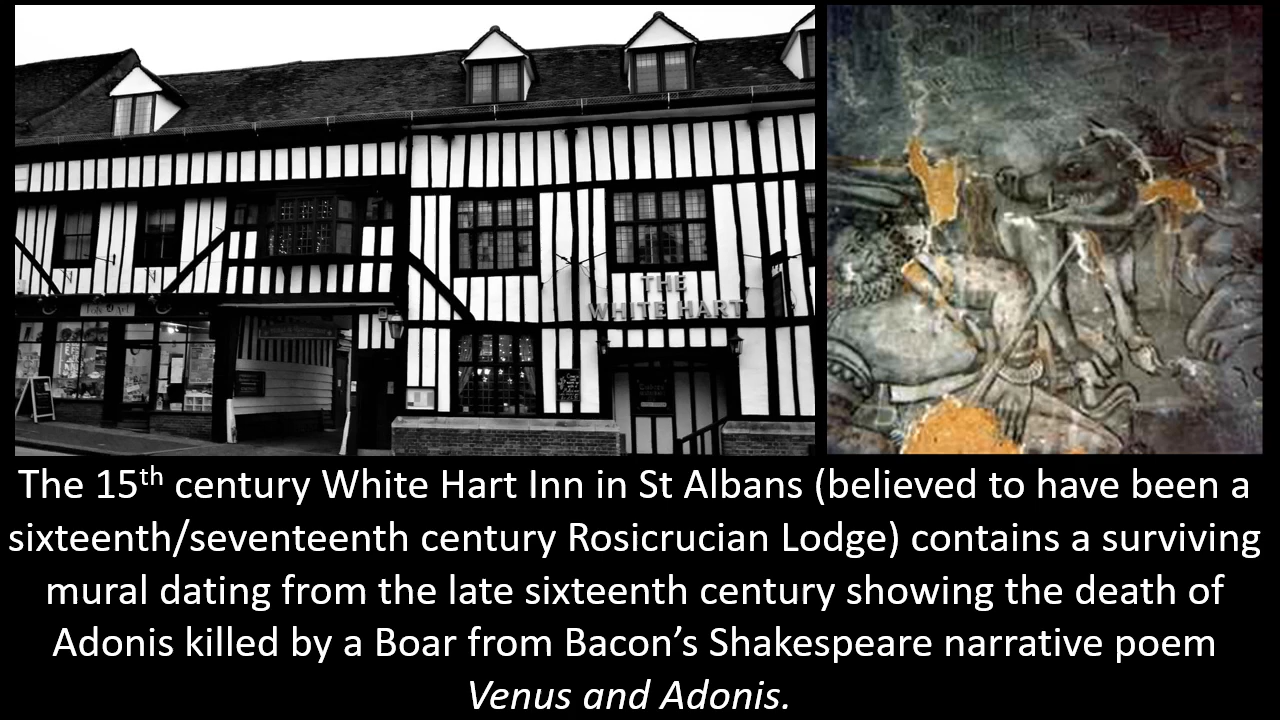 THE
WHITE HART
The 15th century White Hart Inn in St Albans (believed to have been a
sixteenth/seventeenth century Rosicrucian Lodge) contains a surviving
mural dating from the late sixteenth century showing the death of
Adonis killed by a Boar from Bacon’s Shakespeare narrative poem
Venus and Adonis.